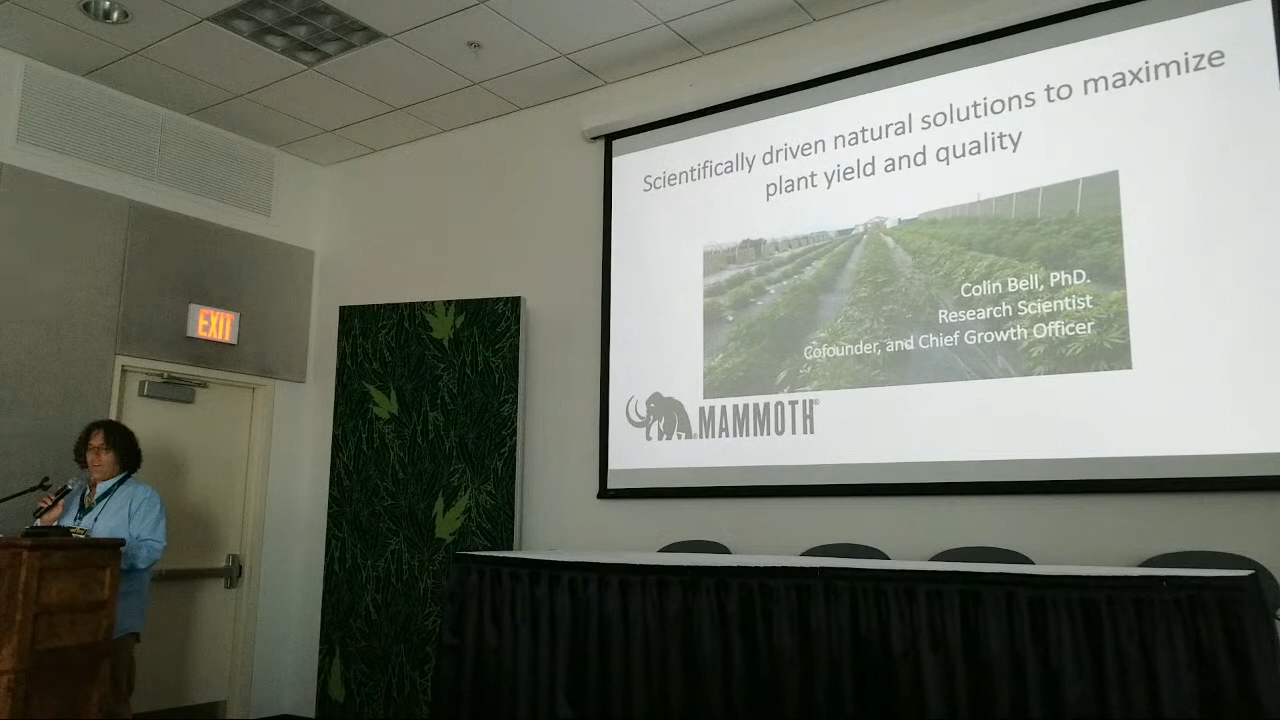 EXIT
Scientifically driven natural solutions to maximize
plant yield and quality
Colin Bell, PhD.
Research Scientist
Cofounder, and Chief Growth Officer
MAMMOTH®